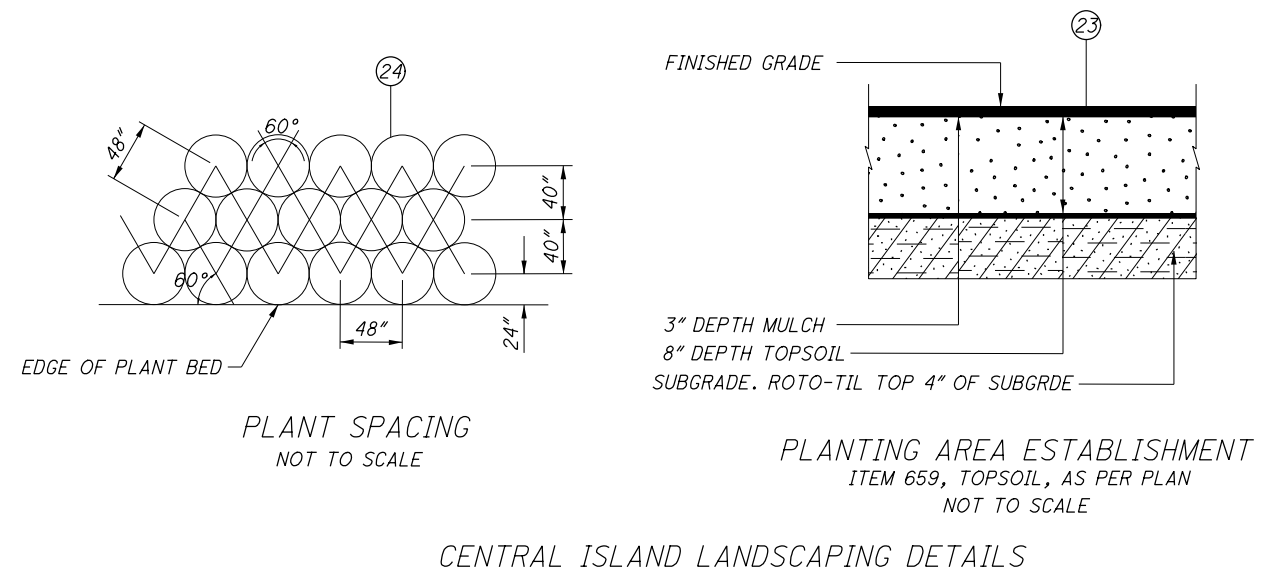 24
60°
48"
40"
40"
60°
48"
24"
EDGE OF PLANT BED
PLANT SPACING
NOT TO SCALE
23
FINISHED GRADE
3" DEPTH MULCH
8" DEPTH TOPSOIL
SUBGRADE. ROTO-TIL TOP 4" OF SUBGRDE
PLANTING AREA ESTABLISHMENT
ITEM 659, TOPSOIL, AS PER PLAN
NOT TO SCALE
CENTRAL ISLAND LANDSCAPING DETAILS